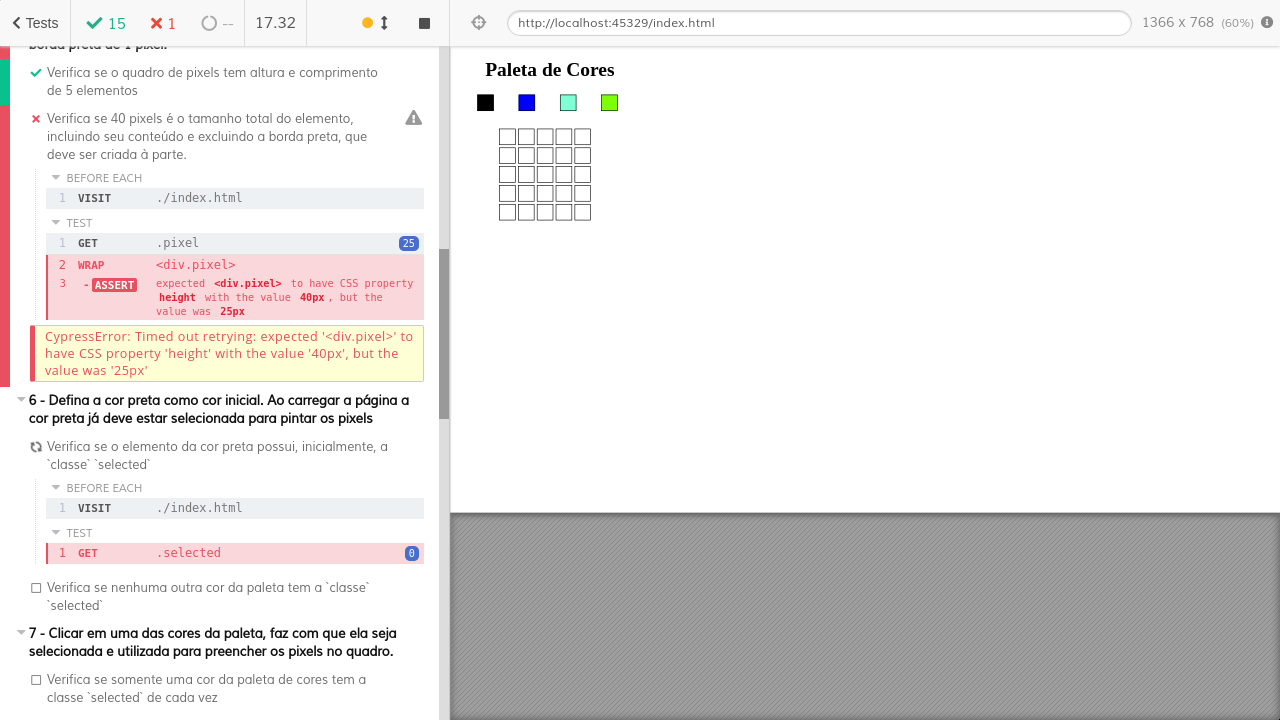 Tests 15 1 -- 17.32 http://localhost:45329/index.html 1366 x 768 (60%)
borda preta de 1 pixel.
Verifica se o quadro de pixels tem altura e comprimento
de 5 elementos
Verifica se 40 pixels é o tamanho total do elemento,
incluindo seu conteúdo e excluindo a borda preta, que
deve ser criada à parte.
BEFORE EACH
1 VISIT ./index.html
TEST
1 GET .pixel 25
2 WRAP <div.pixel>
3 - ASSERT expected <div.pixel> to have CSS property
height with the value 40px, but the
value was 25px
CypressError: Timed out retrying: expected '<div.pixel>' to
have CSS property 'height' with the value '40px', but the
value was '25px'
6 - Defina a cor preta como cor inicial. Ao carregar a página a
cor preta já deve estar selecionada para pintar os pixels
Verifica se o elemento da cor preta possui, inicialmente, a
`classe` `selected`
BEFORE EACH
1 VISIT ./index.html
TEST
1 GET .selected 0
Verifica se nenhuma outra cor da paleta tem a `classe`
`selected`
7 - Clicar em uma das cores da paleta, faz com que ela seja
selecionada e utilizada para preencher os pixels no quadro.
Verifica se somente uma cor da paleta de cores tem a
classe `selected` de cada vez
Paleta de Cores